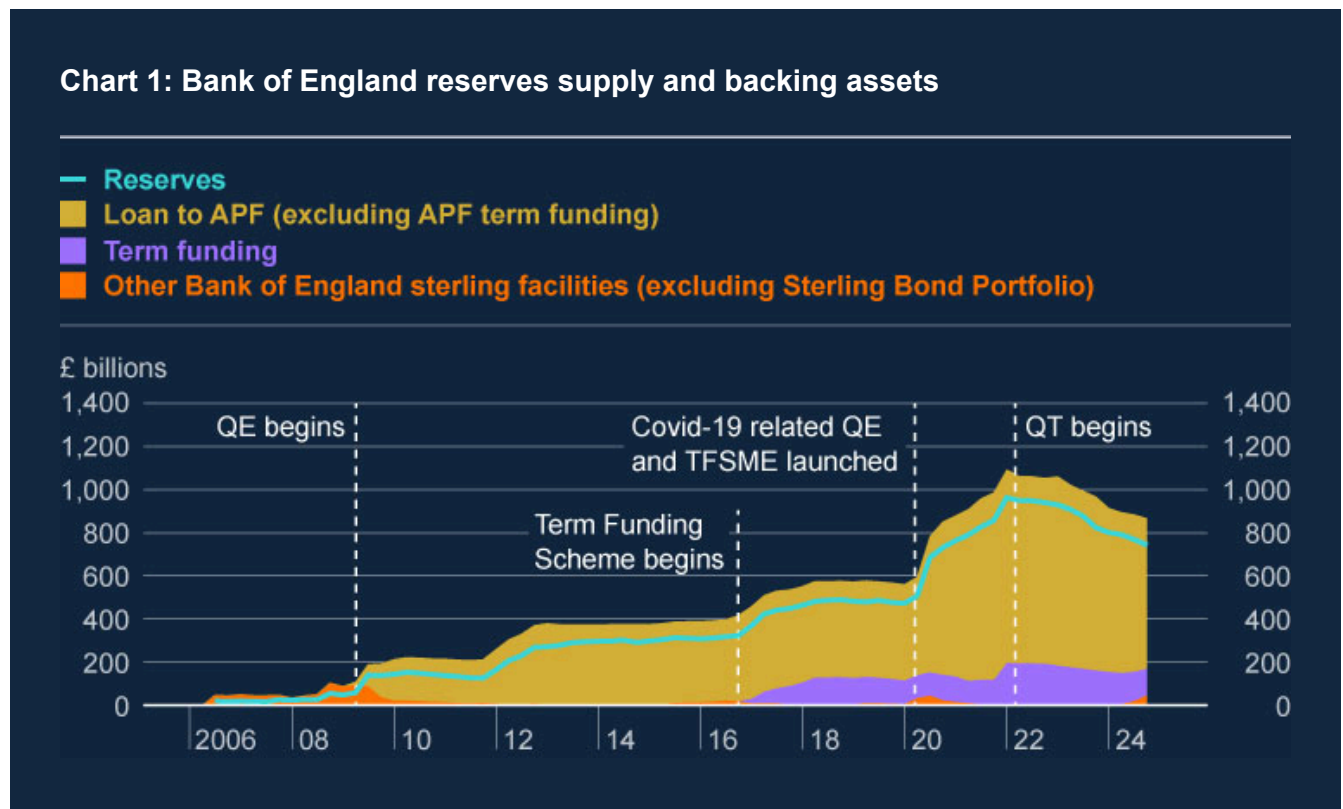 Chart 1: Bank of England reserves supply and backing assets
Reserves
Loan to APF (excluding APF term funding)
Term funding
Other Bank of England sterling facilities (excluding Sterling Bond Portfolio)
£ billions
1,400 1,400
QE begins Covid-19 related QE QT begins
1,200 1,200
and TFSME launched
1,000 1,000
Term Funding
800 800
Scheme begins
600 600
400 400
200 200
0 0
2006 08 10 12 14 16 18 20 22 24